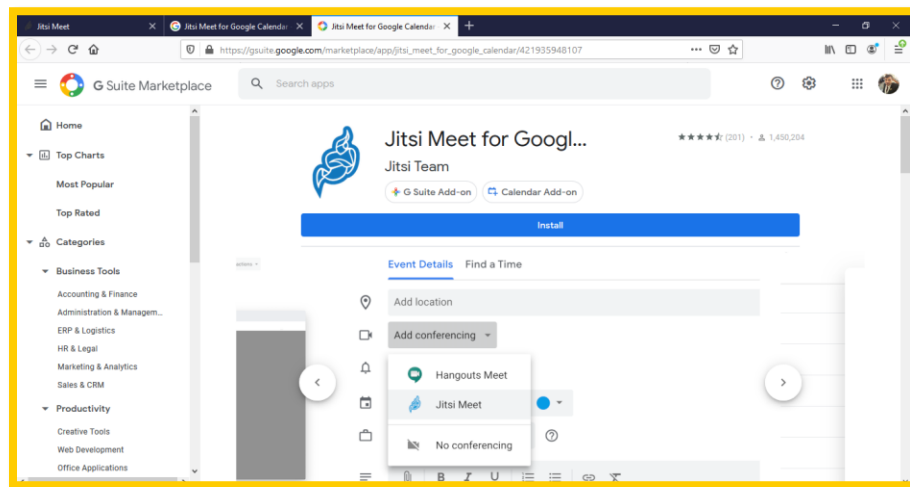 Jitsi Meet
Jitsi Meet for Google Calendar
Jitsi Meet for Google Calendar
https://gsuite.google.com/marketplace/app/jitsi_meet_for_google_calendar/421935948107
G Suite Marketplace
Search apps
Home
Top Charts
Most Popular
Top Rated
Categories
Business Tools
Accounting & Finance
Administration & Managem...
ERP & Logistics
HR & Legal
Marketing & Analytics
Sales & CRM
Productivity
Creative Tools
Web Development
Office Applications
Jitsi Meet for Googl...
(201) · 1,450,204
Jitsi Team
G Suite Add-on Calendar Add-on
Install
Event Details Find a Time
Add location
Add conferencing
Hangouts Meet
Jitsi Meet
No conferencing
B I U